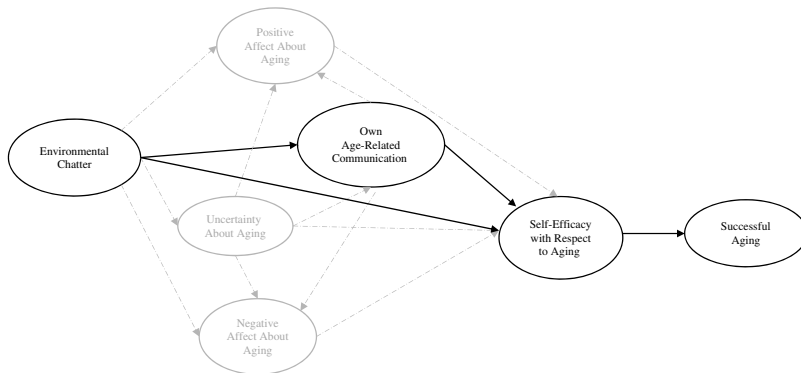 Positive
Affect About
Aging
Own
Age-Related
Communication
Environmental
Chatter
Uncertainty
About Aging
Self-Efficacy
with Respect
to Aging
Successful
Aging
Negative
Affect About
Aging